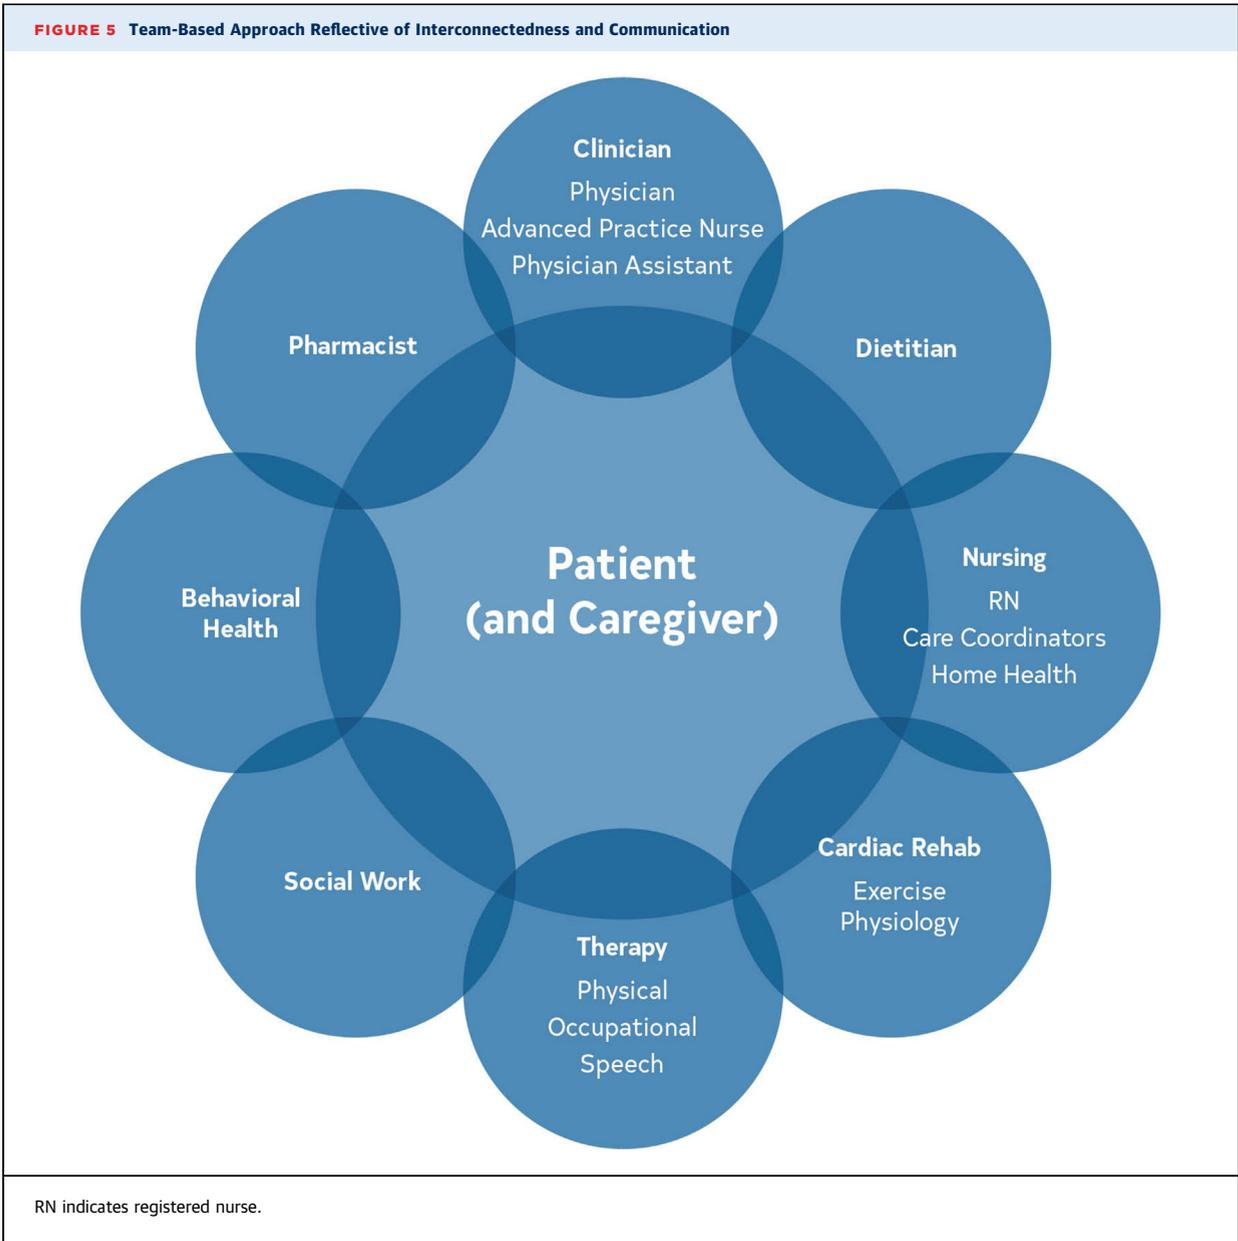 FIGURE 5 Team-Based Approach Reflective of Interconnectedness and Communication
Clinician
Physician
Advanced Practice Nurse
Physician Assistant
Pharmacist
Dietitian
Behavioral
Health
Patient
(and Caregiver)
Nursing
RN
Care Coordinators
Home Health
Social Work
Cardiac Rehab
Exercise
Physiology
Therapy
Physical
Occupational
Speech
RN indicates registered nurse.